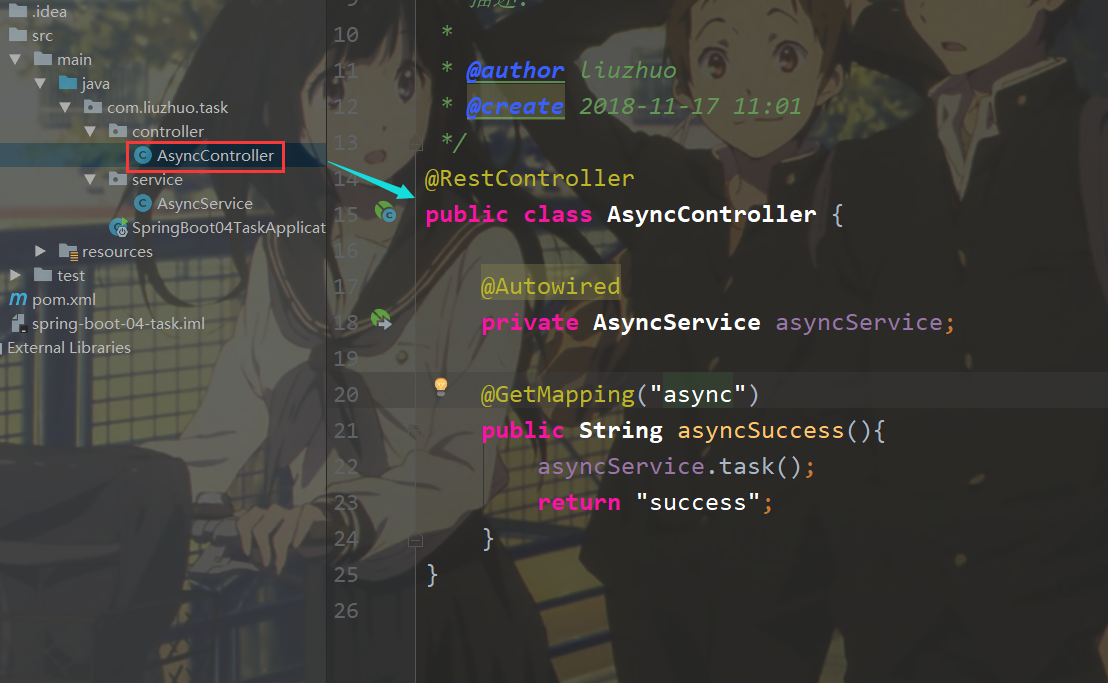 .idea
src
main
java
com.liuzhuo.task
controller
AsyncController
service
AsyncService
SpringBoot04TaskApplicat
resources
test
pom.xml
spring-boot-04-task.iml
External Libraries
描述:
10 *
11 * @author liuzhuo
12 * @create 2018-11-17 11:01
13 */
14 @RestController
15 public class AsyncController {
16
17 @Autowired
18 private AsyncService asyncService;
19
20 @GetMapping("async")
21 public String asyncSuccess(){
22 asyncService.task();
23 return "success";
24 }
25 }
26